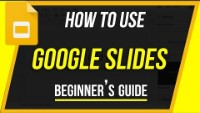 HOW TO USE
GOOGLE SLIDES
BEGINNER'S GUIDE